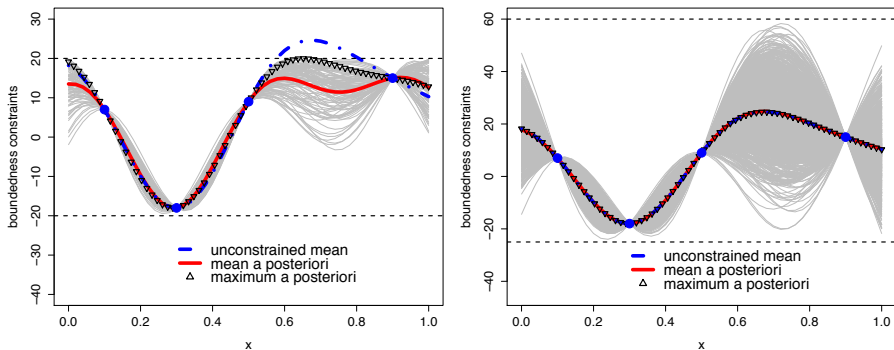 boundedness constraints
30
20
10
0
−20
−40
unconstrained mean
mean a posteriori
maximum a posteriori
0.0 0.2 0.4 0.6 0.8 1.0
x
boundedness constraints
60
40
20
0
−20
−40
unconstrained mean
mean a posteriori
maximum a posteriori
0.0 0.2 0.4 0.6 0.8 1.0
x